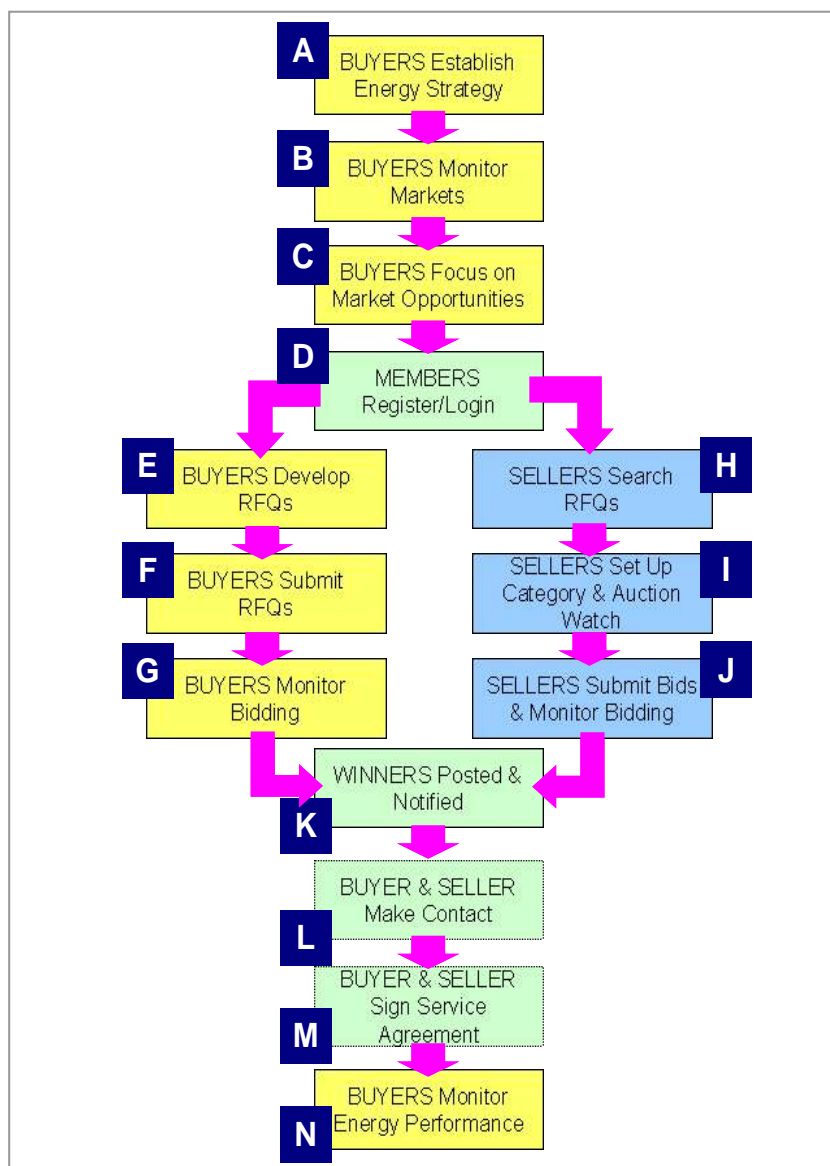 A
BUYERS Establish
Energy Strategy
B
BUYERS Monitor
Markets
C
BUYERS Focus on
Market Opportunities
D
MEMBERS
Register/Login
E
BUYERS Develop
RFQs
F
BUYERS Submit
RFQs
G
BUYERS Monitor
Bidding
H
SELLERS Search
RFQs
I
SELLERS Set Up
Category & Auction
Watch
J
SELLERS Submit Bids
& Monitor Bidding
K
WINNERS Posted &
Notified
L
BUYER & SELLER
Make Contact
M
BUYER & SELLER
Sign Service
Agreement
N
BUYERS Monitor
Energy Performance